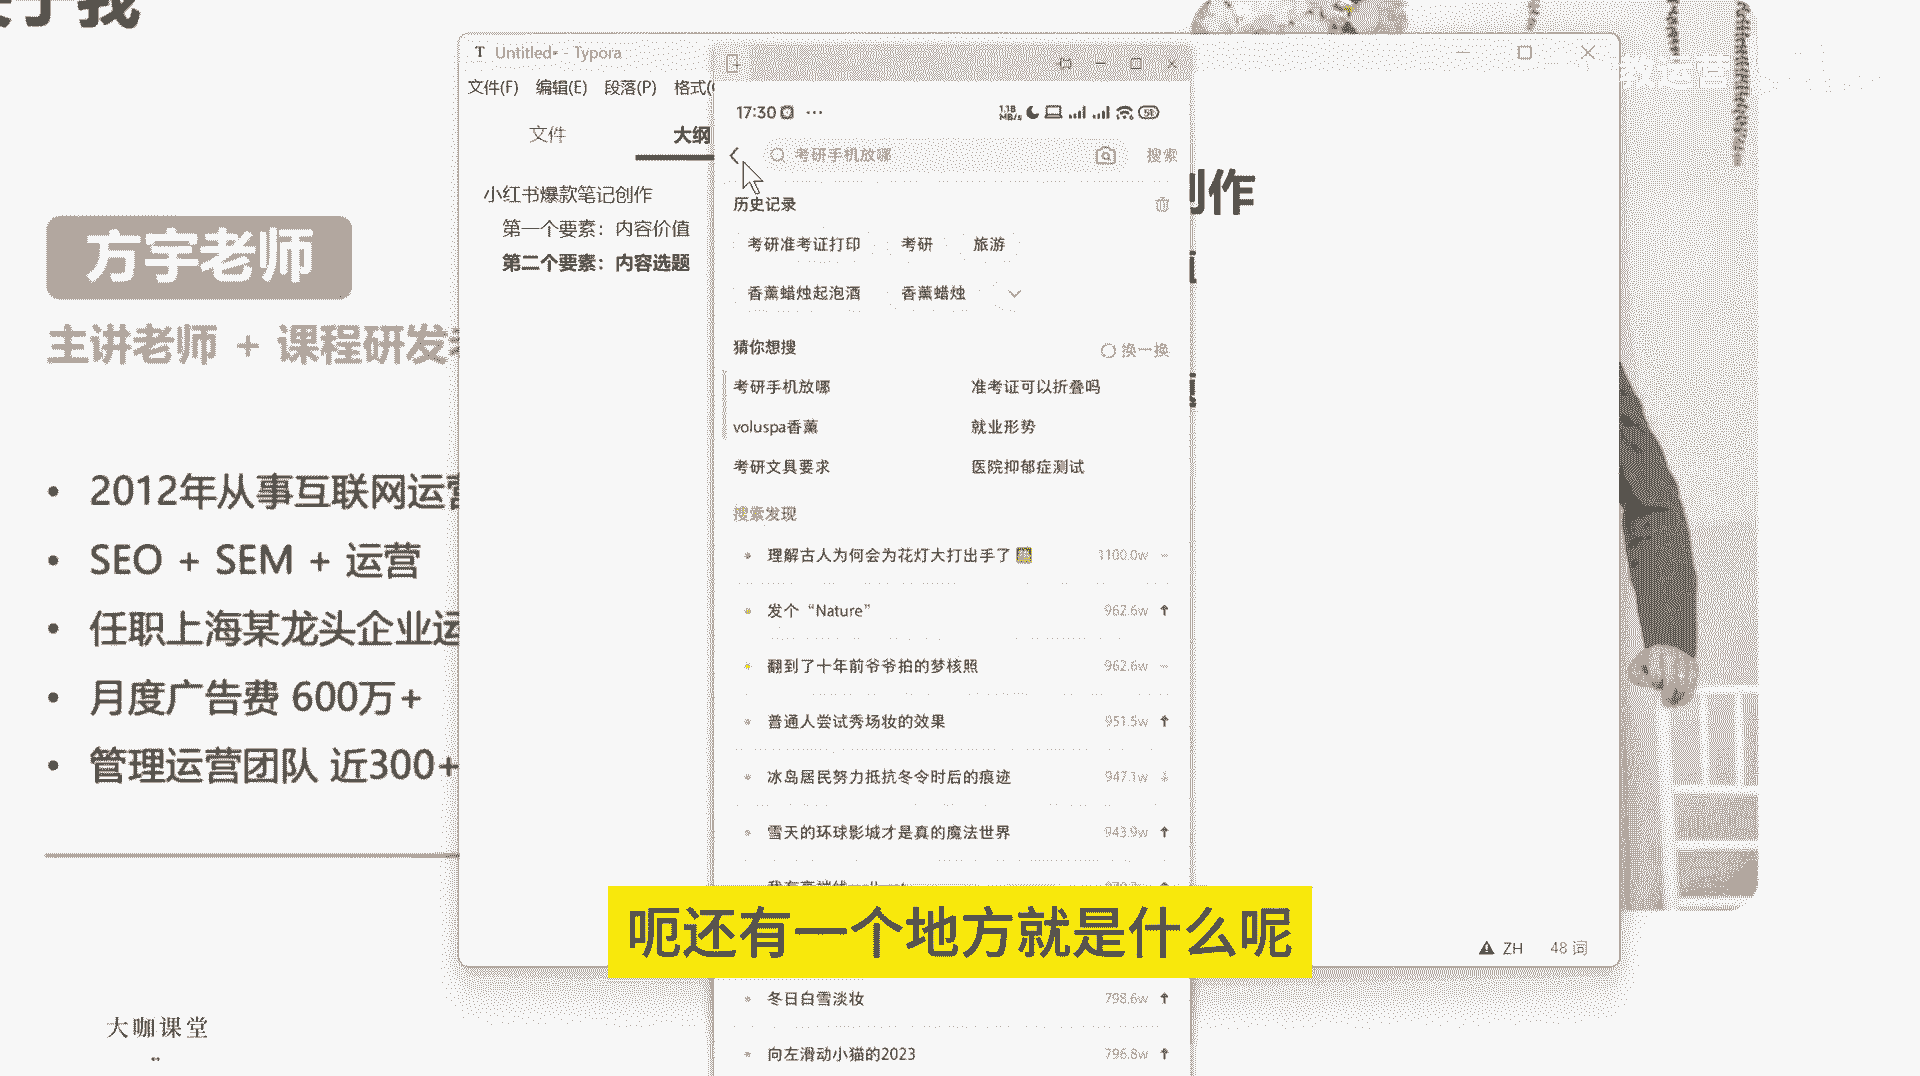 于我
方宇老师
主讲老师 + 课程研发
2012年从事互联网运营
SEO + SEM + 运营
任职上海某龙头企业运
月度广告费 600万+
管理运营团队 近300+
大咖课堂
Untitled• - Typora
文件(F) 编辑(E) 段落(P) 格式(
文件 大纲
小红书爆款笔记创作
第一个要素：内容价值
第二个要素：内容选题
17:30 ···
1.18 MB/s
考研手机放哪 搜索
历史记录
考研准考证打印 考研 旅游
香薰蜡烛起泡酒 香薰蜡烛
猜你想搜 换一换
考研手机放哪 准考证可以折叠吗
voluspa香薰 就业形势
考研文具要求 医院抑郁症测试
搜索发现
理解古人为何会为花灯大打出手了 1100.0w
发个“Nature” 962.6w
翻到了十年前爷爷拍的梦核照 962.6w
普通人尝试秀场妆的效果 951.5w
冰岛居民努力抵抗冬令时后的痕迹 947.1w
雪天的环球影城才是真的魔法世界 943.9w
冬日白雪淡妆 798.6w
向左滑动小猫的2023 796.8w
创作
教运营
ZH 48 词
呃还有一个地方就是什么呢